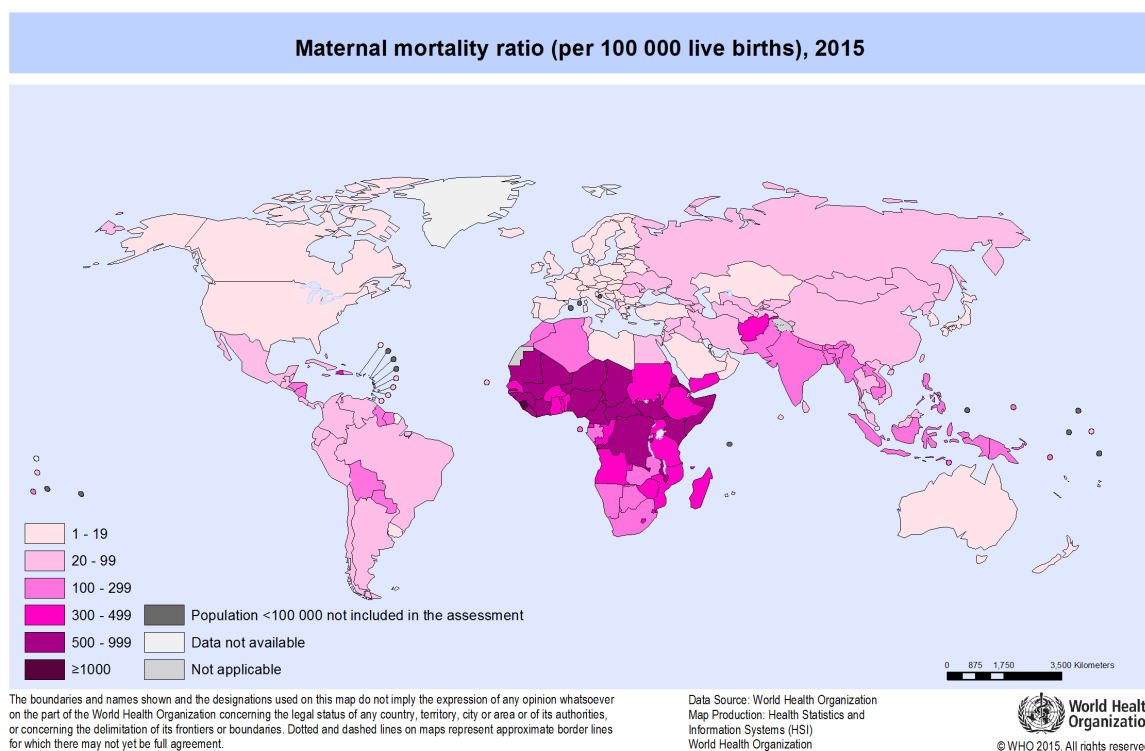 Maternal mortality ratio (per 100 000 live births), 2015
1 - 19
20 - 99
100 - 299
300 - 499
500 - 999
≥1000
Population <100 000 not included in the assessment
Data not available
Not applicable
0 875 1,750 3,500 Kilometers
The boundaries and names shown and the designations used on this map do not imply the expression of any opinion whatsoever
on the part of the World Health Organization concerning the legal status of any country, territory, city or area or of its authorities,
or concerning the delimitation of its frontiers or boundaries. Dotted and dashed lines on maps represent approximate border lines
for which there may not yet be full agreement.
Data Source: World Health Organization
Map Production: Health Statistics and
Information Systems (HSI)
World Health Organization
World Healt
Organizatio
© WHO 2015. All rights reserve